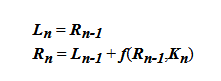 Lₙ = Rₙ₋₁
Rₙ = Lₙ₋₁ + f(Rₙ₋₁,Kₙ)